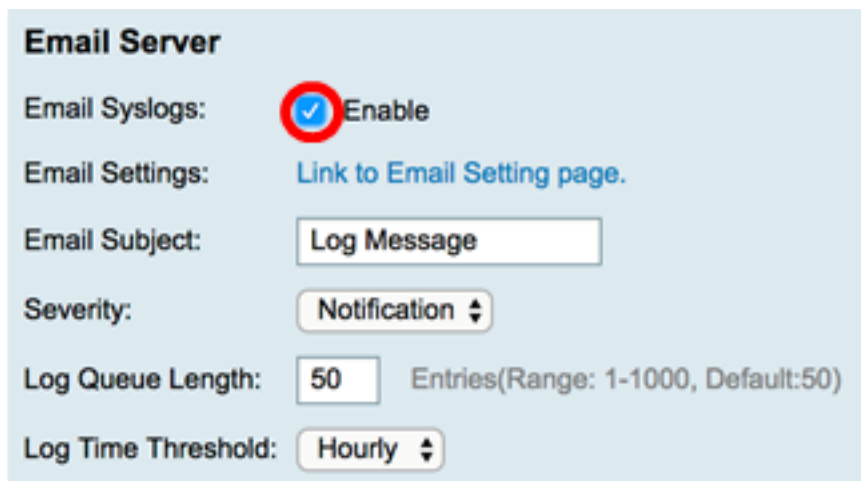 Email Server
Email Syslogs: Enable
Email Settings: Link to Email Setting page.
Email Subject: Log Message
Severity: Notification
Log Queue Length: 50 Entries(Range: 1-1000, Default:50)
Log Time Threshold: Hourly